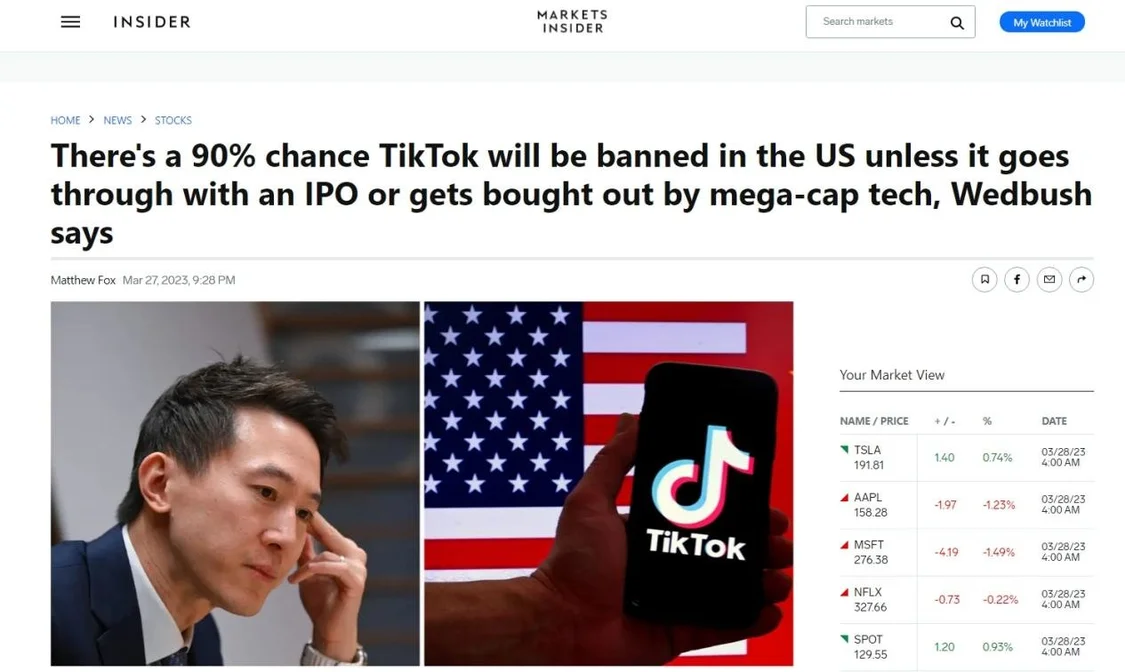 INSIDER
MARKETS
INSIDER
Search markets
My Watchlist
HOME > NEWS > STOCKS
There's a 90% chance TikTok will be banned in the US unless it goes
through with an IPO or gets bought out by mega-cap tech, Wedbush
says
Matthew Fox Mar 27, 2023, 9:28 PM
f
TikTok
Your Market View
NAME / PRICE + / - % DATE
TSLA
191.81
1.40 0.74%
03/28/23
4:00 AM
AAPL
158.28
-1.97 -1.23%
03/28/23
4:00 AM
MSFT
276.38
-4.19 -1.49%
03/28/23
4:00 AM
NFLX
327.66
-0.73 -0.22%
03/28/23
4:00 AM
SPOT
129.55
1.20 0.93%
03/28/23
4:00 AM